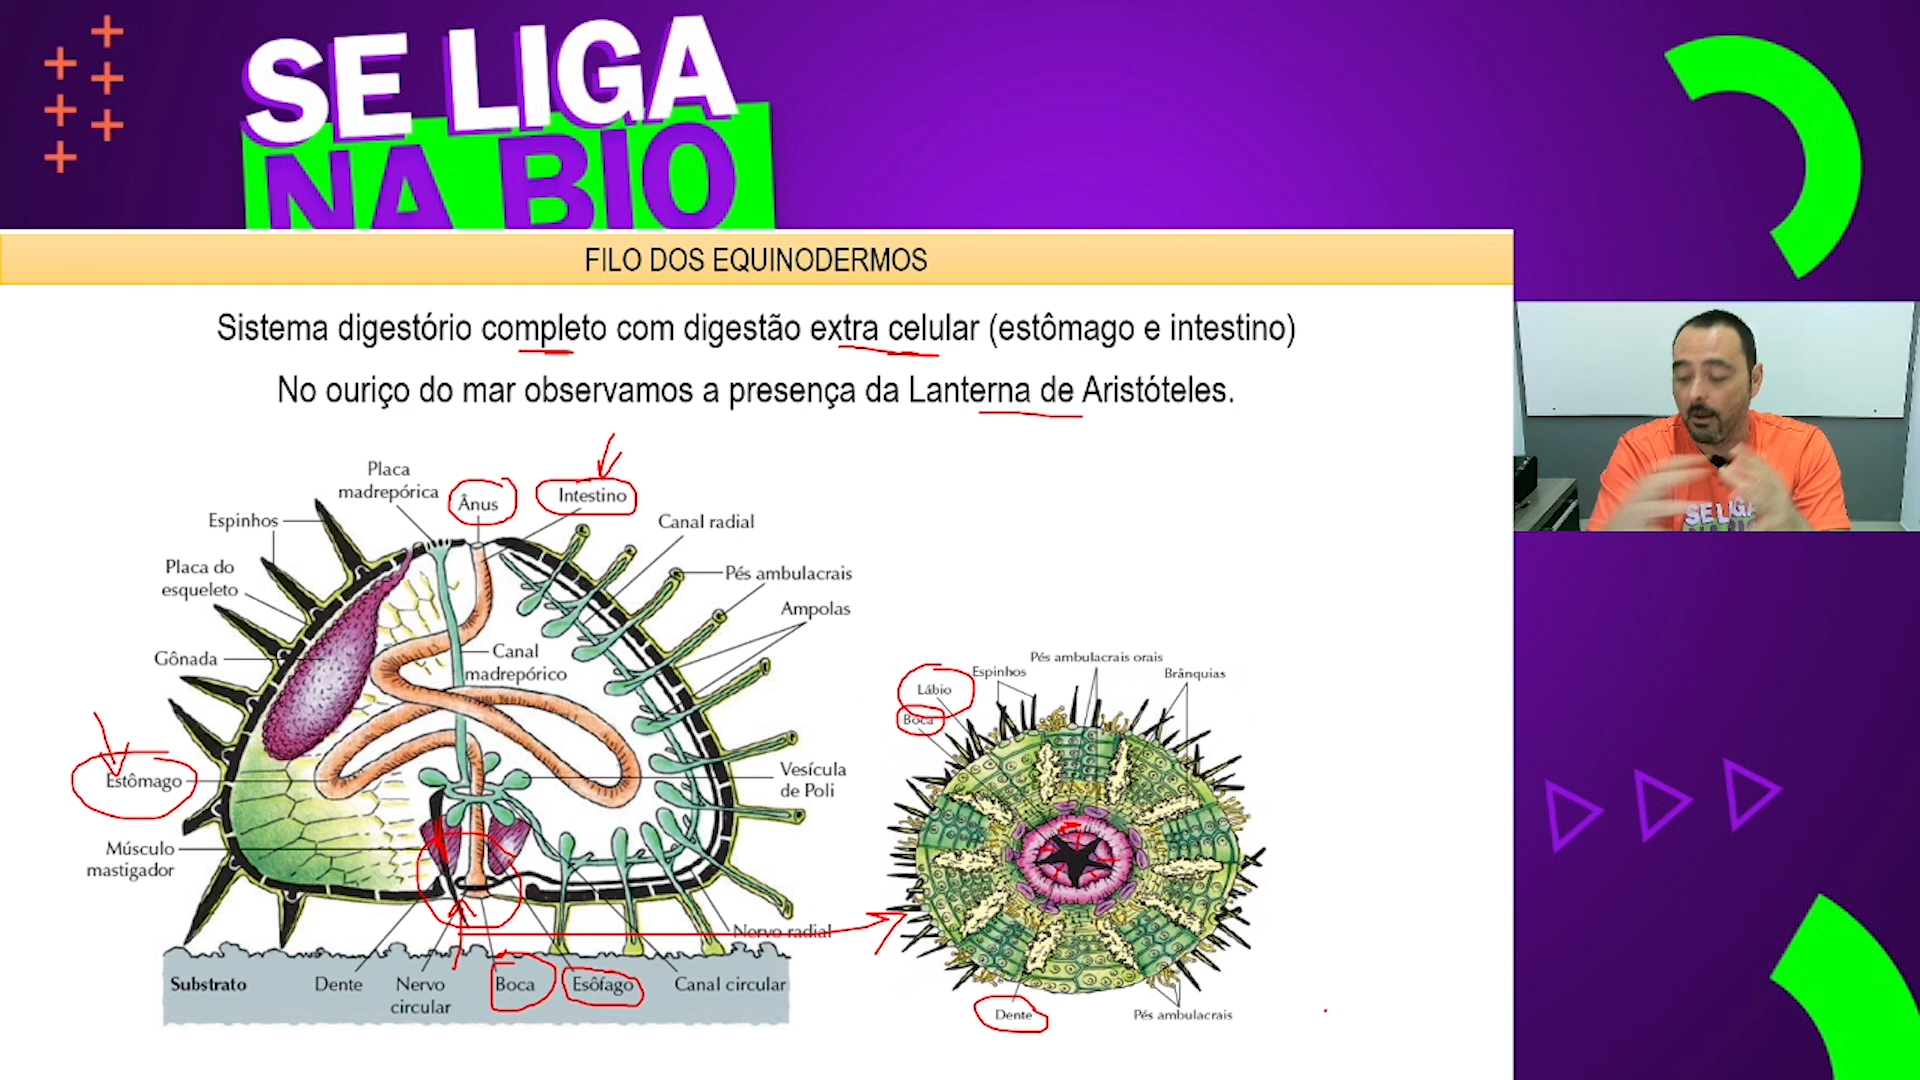 SE LIGA
NA BIO
FILO DOS EQUINODERMOS
Sistema digestório completo com digestão extra celular (estômago e intestino)
No ouriço do mar observamos a presença da Lanterna de Aristóteles.
Placa
madrepórica
Ânus
Intestino
Espinhos
Canal radial
Placa do
esqueleto
Pés ambulacrais
Ampolas
Gônada
Canal
madrepórico
Estômago
Vesícula
de Poli
Músculo
mastigador
Nervo radial
Substrato
Dente
Nervo
circular
Boca
Esôfago
Canal circular
Pés ambulacrais orais
Espinhos
Brânquias
Lábio
Boca
Dente
Pés ambulacrais
SE LIGA